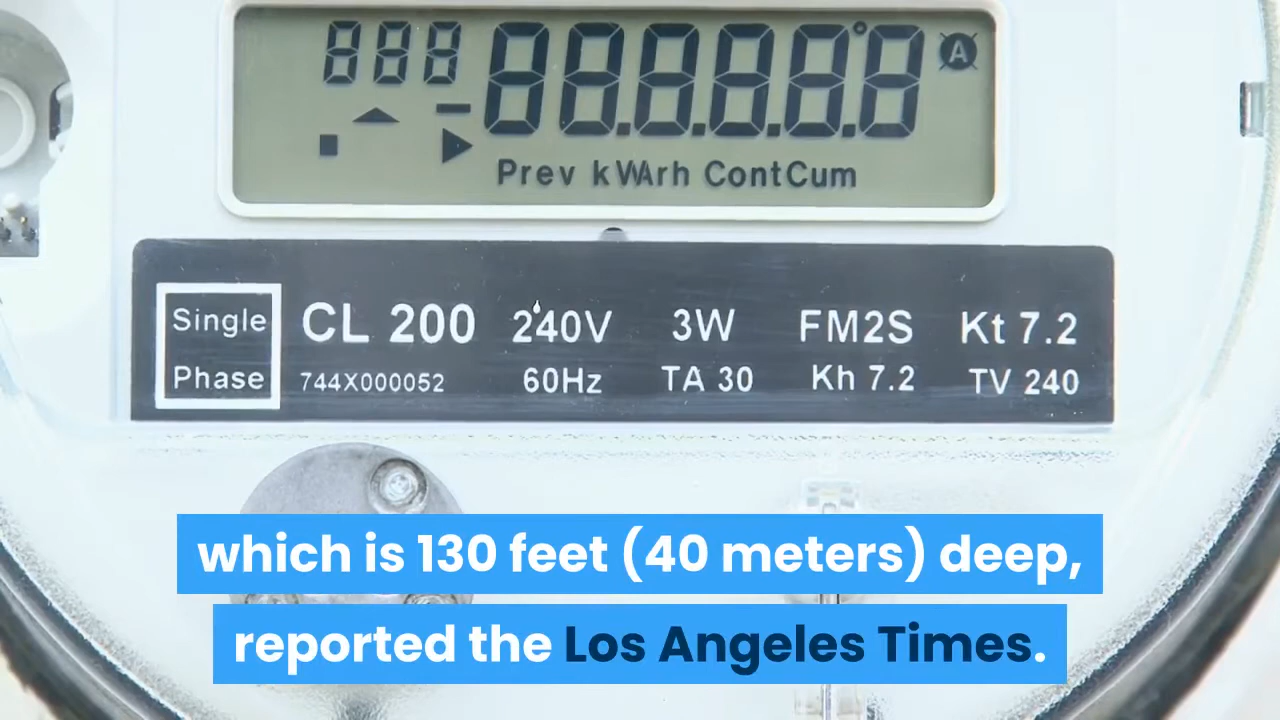 888 88.8.8.8.8° A
Prev kVArh ContCum
Single Phase
CL 200 240V 3W FM2S Kt 7.2
744X000052 60Hz TA 30 Kh 7.2 TV 240
which is 130 feet (40 meters) deep,
reported the Los Angeles Times.